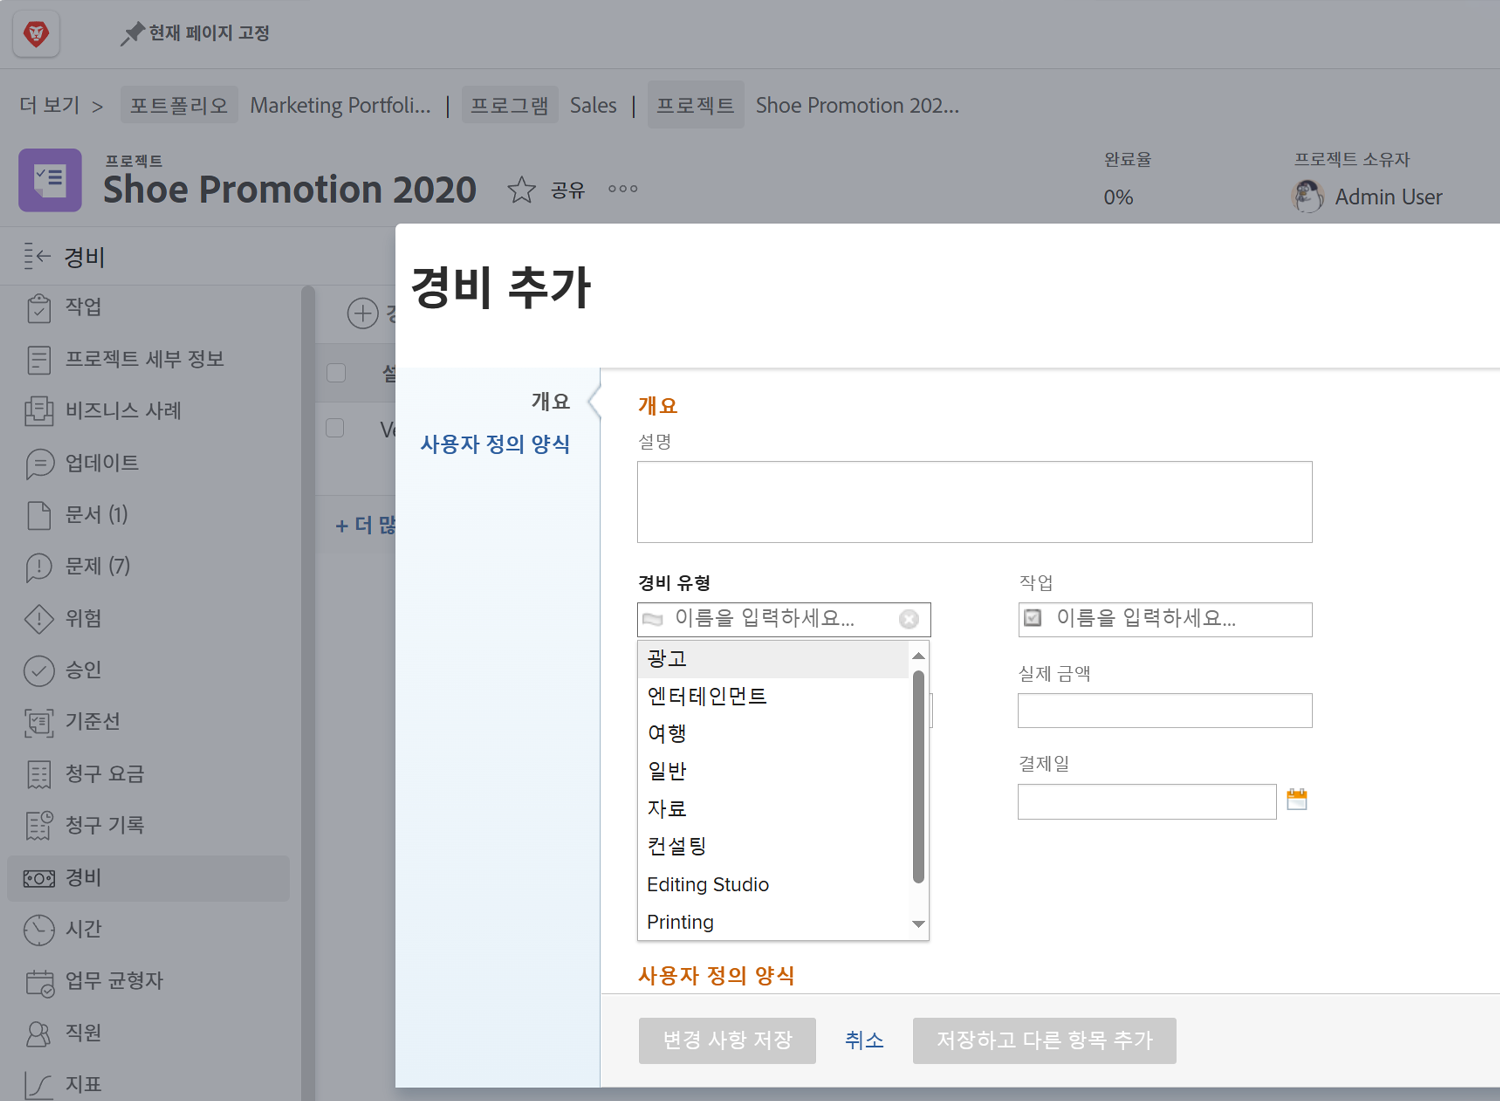 현재 페이지 고정
더 보기 > 포트폴리오 Marketing Portfoli... | 프로그램 Sales | 프로젝트 Shoe Promotion 202...
프로젝트
Shoe Promotion 2020 공유
완료율
0%
프로젝트 소유자
Admin User
경비
작업
프로젝트 세부 정보
비즈니스 사례
업데이트
문서 (1)
문제 (7)
위험
승인
기준선
청구 요금
청구 기록
경비
시간
업무 균형자
직원
지표
+ 더 많
경비 추가
개요
사용자 정의 양식
개요
설명
경비 유형
이름을 입력하세요...
광고
엔터테인먼트
여행
일반
자료
컨설팅
Editing Studio
Printing
작업
이름을 입력하세요...
실제 금액
결제일
사용자 정의 양식
변경 사항 저장 취소 저장하고 다른 항목 추가